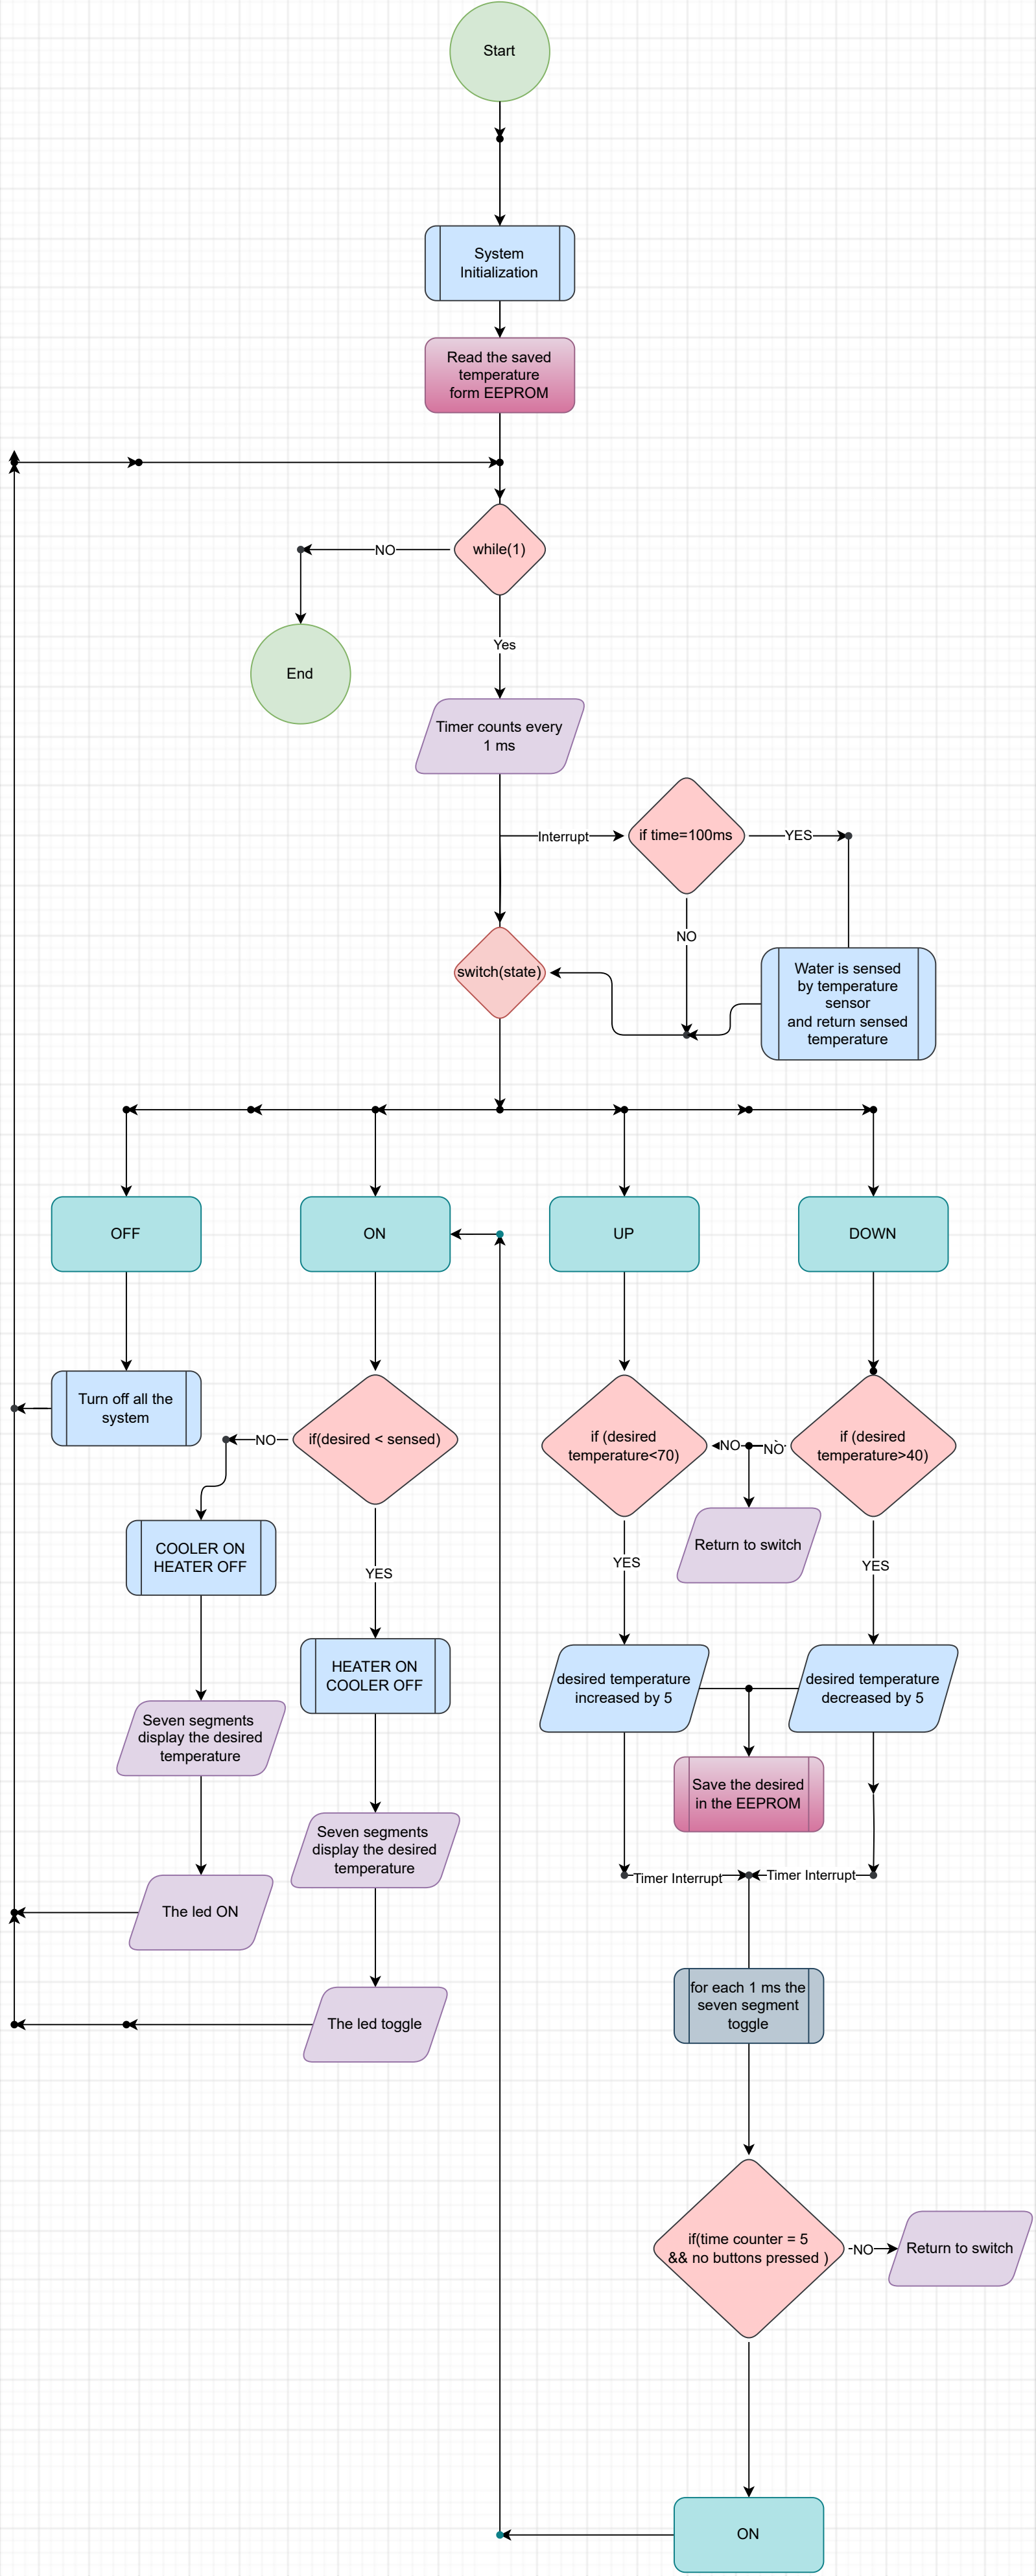 Start
System
Initialization
Read the saved
temperature
form EEPROM
while(1)
NO
Yes
End
Timer counts every
1 ms
Interrupt
if time=100ms
YES
NO
switch(state)
Water is sensed
by temperature
sensor
and return sensed
temperature
OFF
ON
UP
DOWN
Turn off all the
system
if(desired < sensed)
NO
if (desired
temperature<70)
NO
NO
if (desired
temperature>40)
Return to switch
COOLER ON
HEATER OFF
YES
YES
YES
HEATER ON
COOLER OFF
desired temperature
increased by 5
desired temperature
decreased by 5
Seven segments
display the desired
temperature
Save the desired
in the EEPROM
Seven segments
display the desired
temperature
Timer Interrupt
Timer Interrupt
The led ON
for each 1 ms the
seven segment
toggle
The led toggle
if(time counter = 5
&& no buttons pressed )
NO
Return to switch
ON